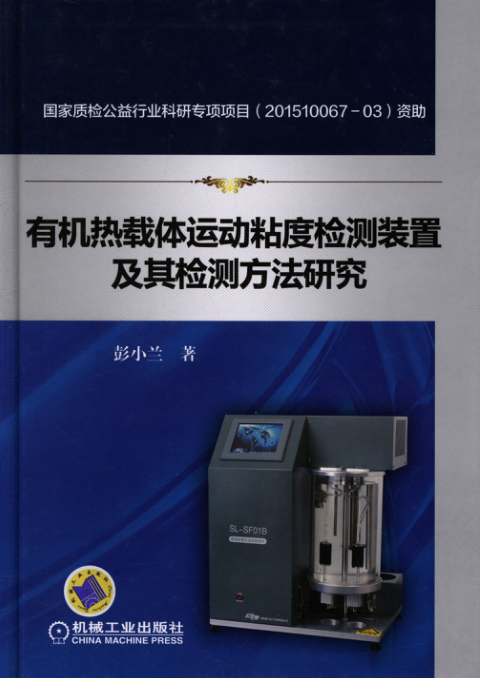 国家质检公益行业科研专项项目（201510067－03）资助
有机热载体运动粘度检测装置
及其检测方法研究
彭小兰 著
SL-SF01B
机械工业出版社
CHINA MACHINE PRESS